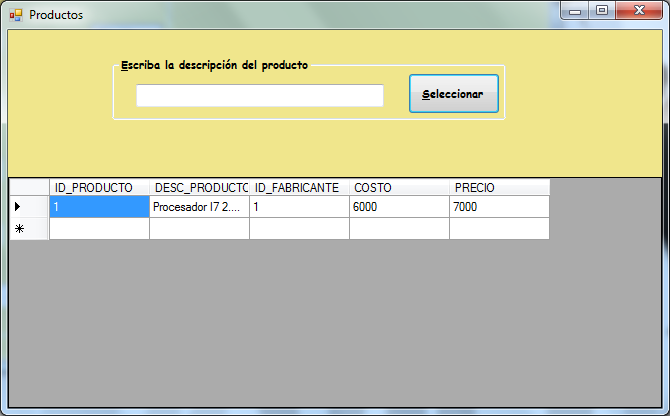 Productos
Escriba la descripción del producto
Seleccionar
ID_PRODUCTO DESC_PRODUCTO ID_FABRICANTE COSTO PRECIO
1 Procesador I7 2.... 1 6000 7000